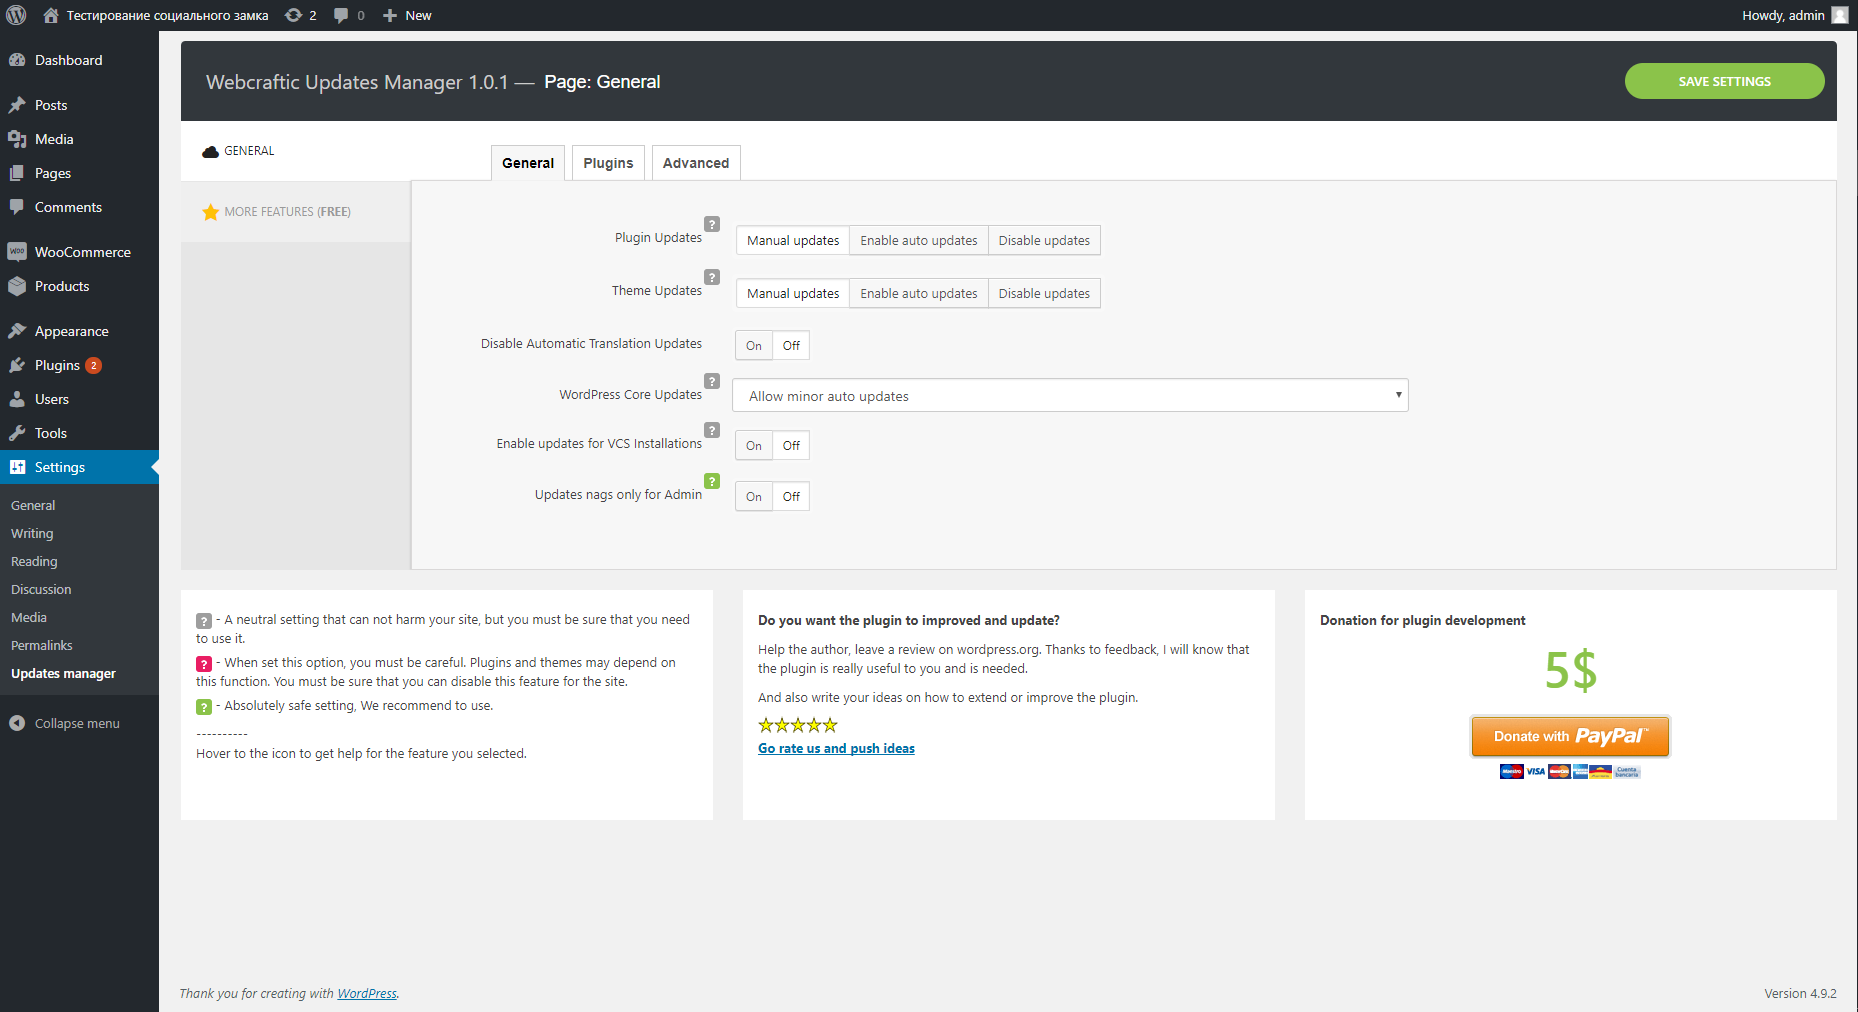 Тестирование социального замка
2
0
New
Howdy, admin
Dashboard
Posts
Media
Pages
Comments
WooCommerce
Products
Appearance
Plugins 2
Users
Tools
Settings
General
Writing
Reading
Discussion
Media
Permalinks
Updates manager
Collapse menu
Webcraftic Updates Manager 1.0.1 — Page: General
SAVE SETTINGS
GENERAL
MORE FEATURES (FREE)
General
Plugins
Advanced
Plugin Updates ?
Manual updates
Enable auto updates
Disable updates
Theme Updates ?
Manual updates
Enable auto updates
Disable updates
Disable Automatic Translation Updates
On
Off
WordPress Core Updates ?
Allow minor auto updates
Enable updates for VCS Installations ?
On
Off
Updates nags only for Admin ?
On
Off
? - A neutral setting that can not harm your site, but you must be sure that you need
to use it.
? - When set this option, you must be careful. Plugins and themes may depend on
this function. You must be sure that you can disable this feature for the site.
? - Absolutely safe setting, We recommend to use.
----------
Hover to the icon to get help for the feature you selected.
Do you want the plugin to improved and update?
Help the author, leave a review on wordpress.org. Thanks to feedback, I will know that
the plugin is really useful to you and is needed.
And also write your ideas on how to extend or improve the plugin.
Go rate us and push ideas
Donation for plugin development
5$
Donate with PayPal™
Maestro VISA
Cuenta
bancaria
Thank you for creating with WordPress.
Version 4.9.2